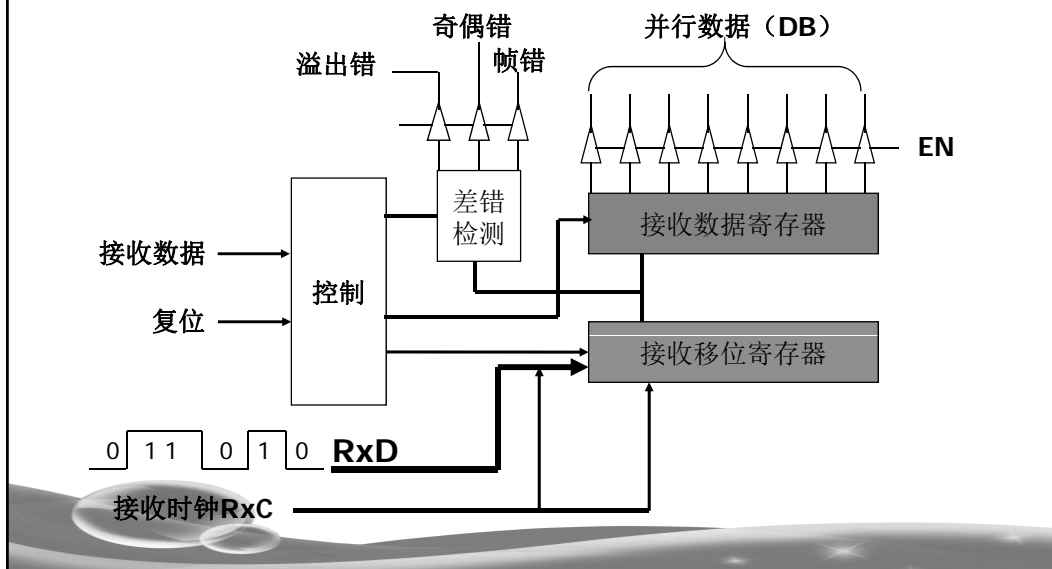 奇偶错
并行数据（DB）
溢出错
帧错
EN
差错
检测
接收数据寄存器
接收数据
控制
复位
接收移位寄存器
0 1 1 0 1 0 RxD
接收时钟RxC